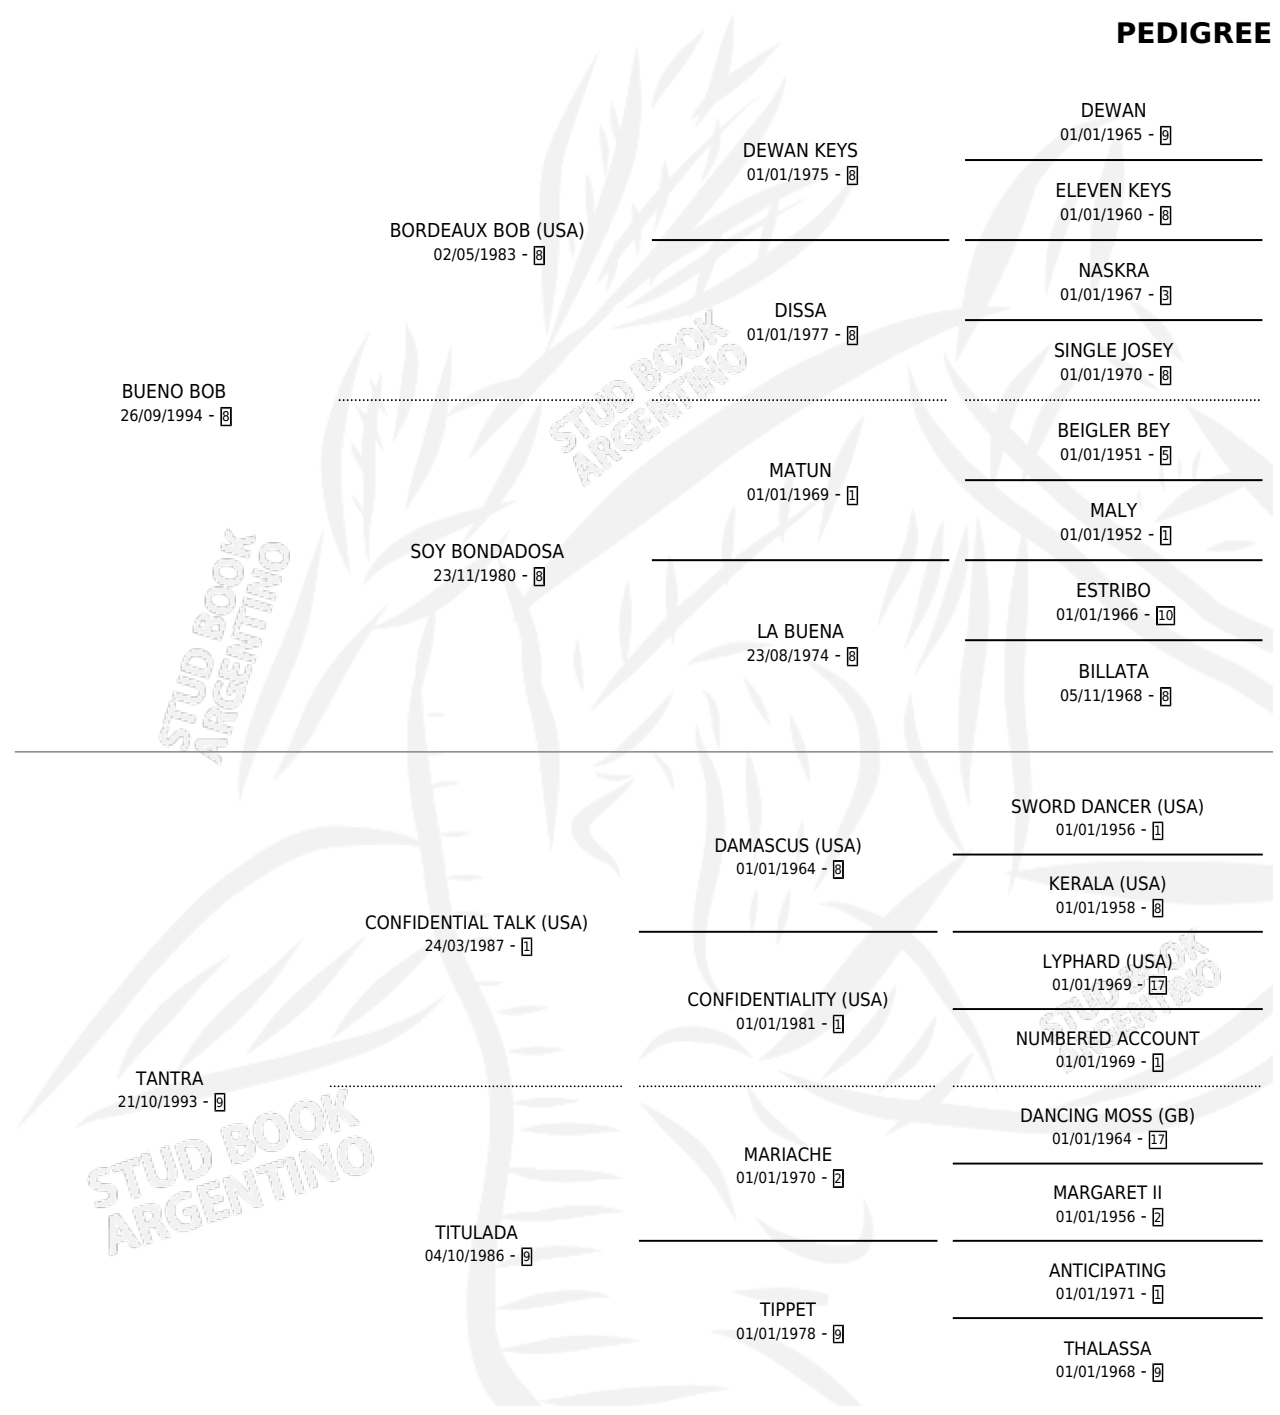 PEDIGREE
DEWAN
01/01/1965 - 9
DEWAN KEYS
01/01/1975 - 8
ELEVEN KEYS
01/01/1960 - 8
BORDEAUX BOB (USA)
02/05/1983 - 8
NASKRA
01/01/1967 - 3
DISSA
01/01/1977 - 8
SINGLE JOSEY
01/01/1970 - 8
STUD BOOK
ARGENTINO
BUENO BOB
26/09/1994 - 8
BEIGLER BEY
01/01/1951 - 5
MATUN
01/01/1969 - 1
MALY
01/01/1952 - 1
SOY BONDADOSA
23/11/1980 - 8
ESTRIBO
01/01/1966 - 10
LA BUENA
23/08/1974 - 8
BILLATA
05/11/1968 - 8
STUD BOOK
ARGENTINO
SWORD DANCER (USA)
01/01/1956 - 1
DAMASCUS (USA)
01/01/1964 - 8
KERALA (USA)
01/01/1958 - 8
CONFIDENTIAL TALK (USA)
24/03/1987 - 1
LYPHARD (USA)
01/01/1969 - 17
CONFIDENTIALITY (USA)
01/01/1981 - 1
NUMBERED ACCOUNT
01/01/1969 - 1
STUD BOOK
ARGENTINO
TANTRA
21/10/1993 - 9
DANCING MOSS (GB)
01/01/1964 - 17
MARIACHE
01/01/1970 - 2
MARGARET II
01/01/1956 - 2
STUD BOOK
ARGENTINO
TITULADA
04/10/1986 - 9
ANTICIPATING
01/01/1971 - 1
TIPPET
01/01/1978 - 9
THALASSA
01/01/1968 - 9